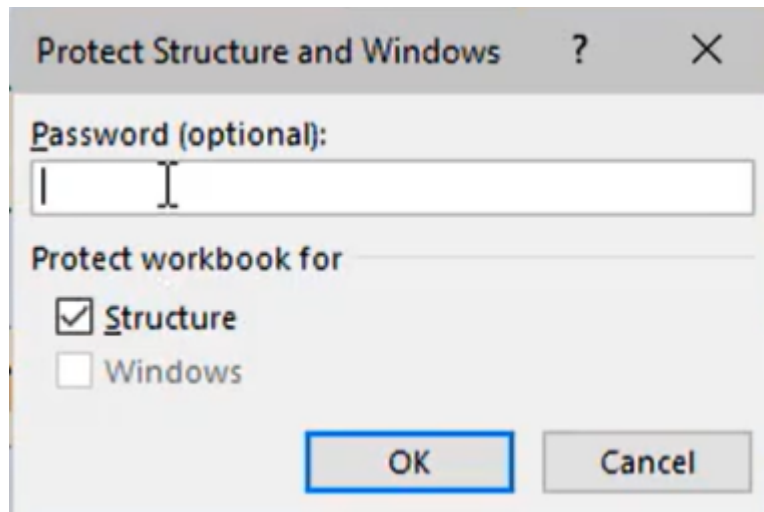 Protect Structure and Windows ? ×
Password (optional):
Protect workbook for
Structure
Windows
OK Cancel